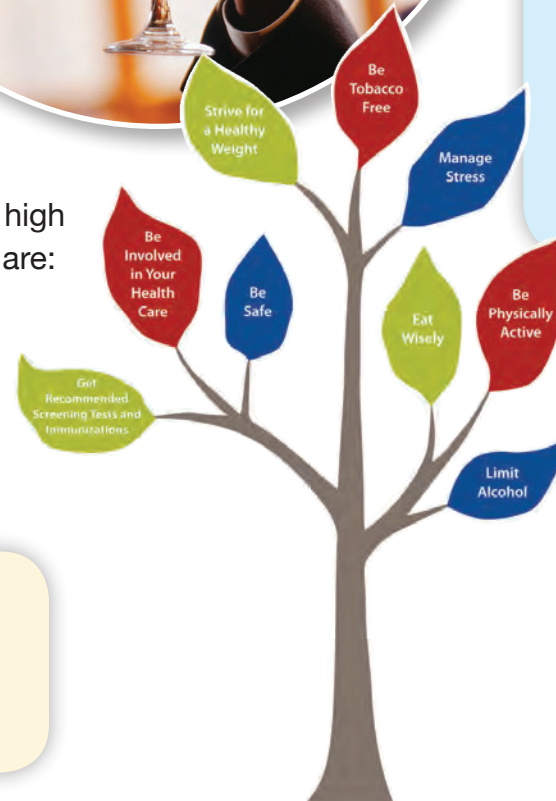 high
are:
Strive for
a Healthy
Weight
Be
Tobacco
Free
Manage
Stress
Be
Involved
in Your
Health
Care
Be
Safe
Eat
Wisely
Be
Physically
Active
Get
Recommended
Screening Tests and
Immunizations
Limit
Alcohol